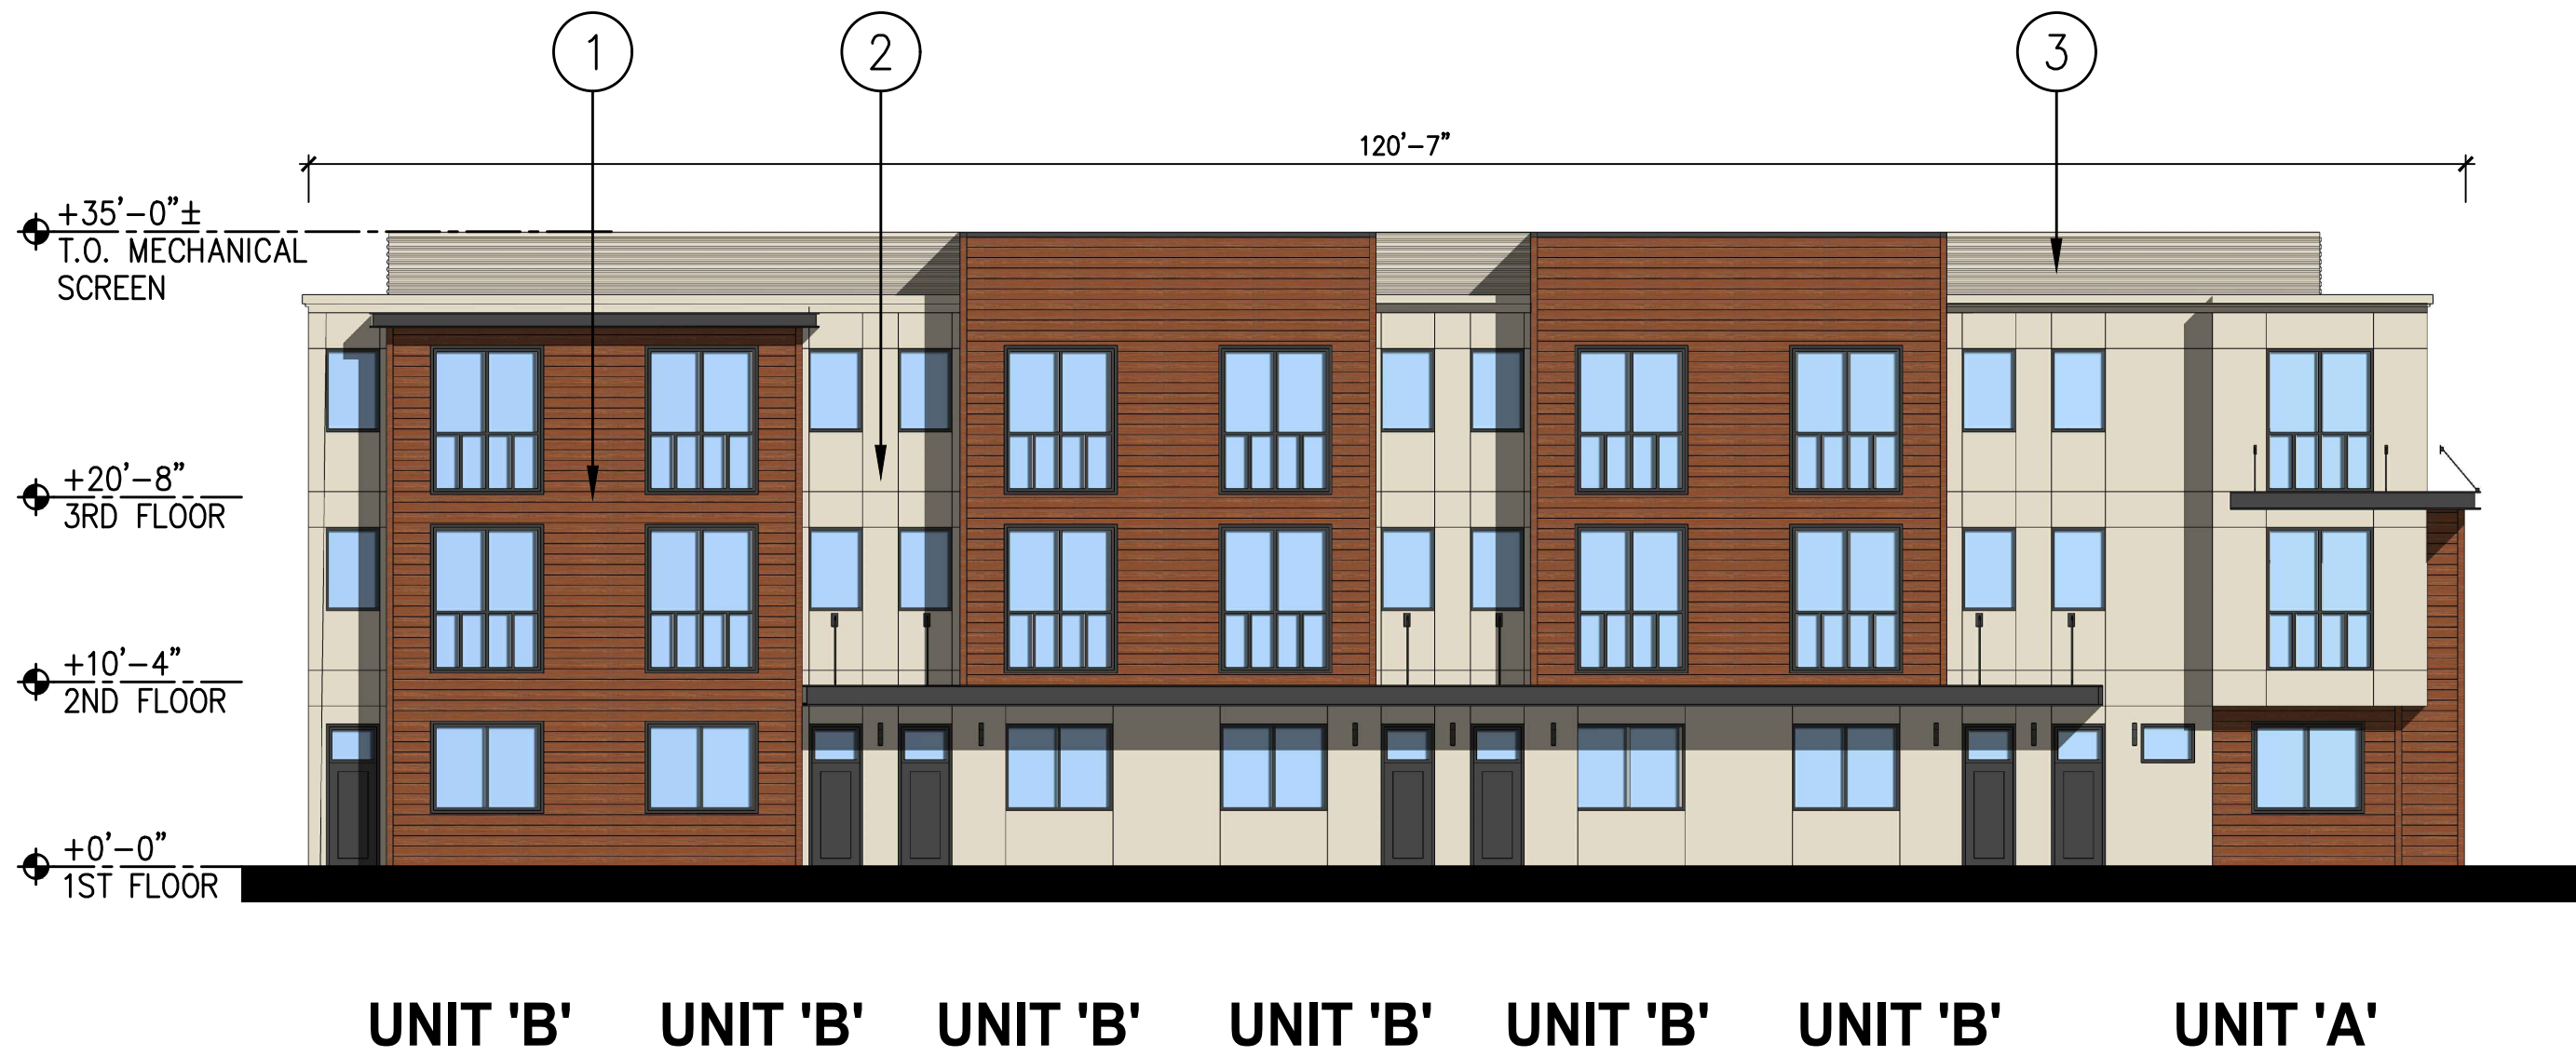 1
2
3
120'-7"
+35'-0"±
T.O. MECHANICAL
SCREEN
+20'-8"
3RD FLOOR
+10'-4"
2ND FLOOR
+0'-0"
1ST FLOOR
UNIT 'B' UNIT 'B' UNIT 'B' UNIT 'B' UNIT 'B' UNIT 'B' UNIT 'A'